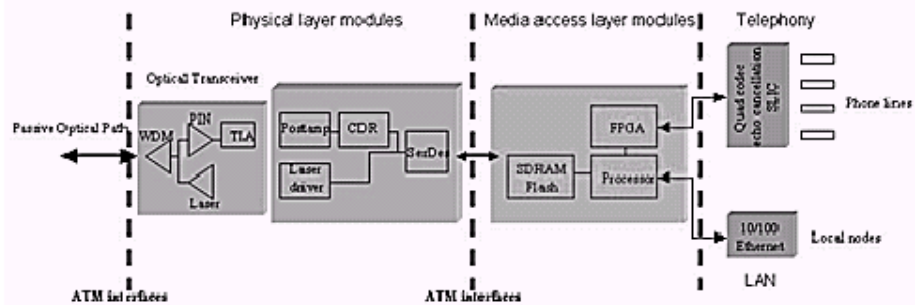 Physical layer modules
Media access layer modules
Telephony
Optical Transceiver
Passive Optical Path
WDM
PIN
TLA
Laser
Postamp
CDR
Laser
driver
SerDes
FPGA
SDRAM
Flash
Processor
Quad codec
echo cancellation
SLIC
Phone lines
10/100
Ethernet
Local nodes
LAN
ATM interfaces
ATM interfaces